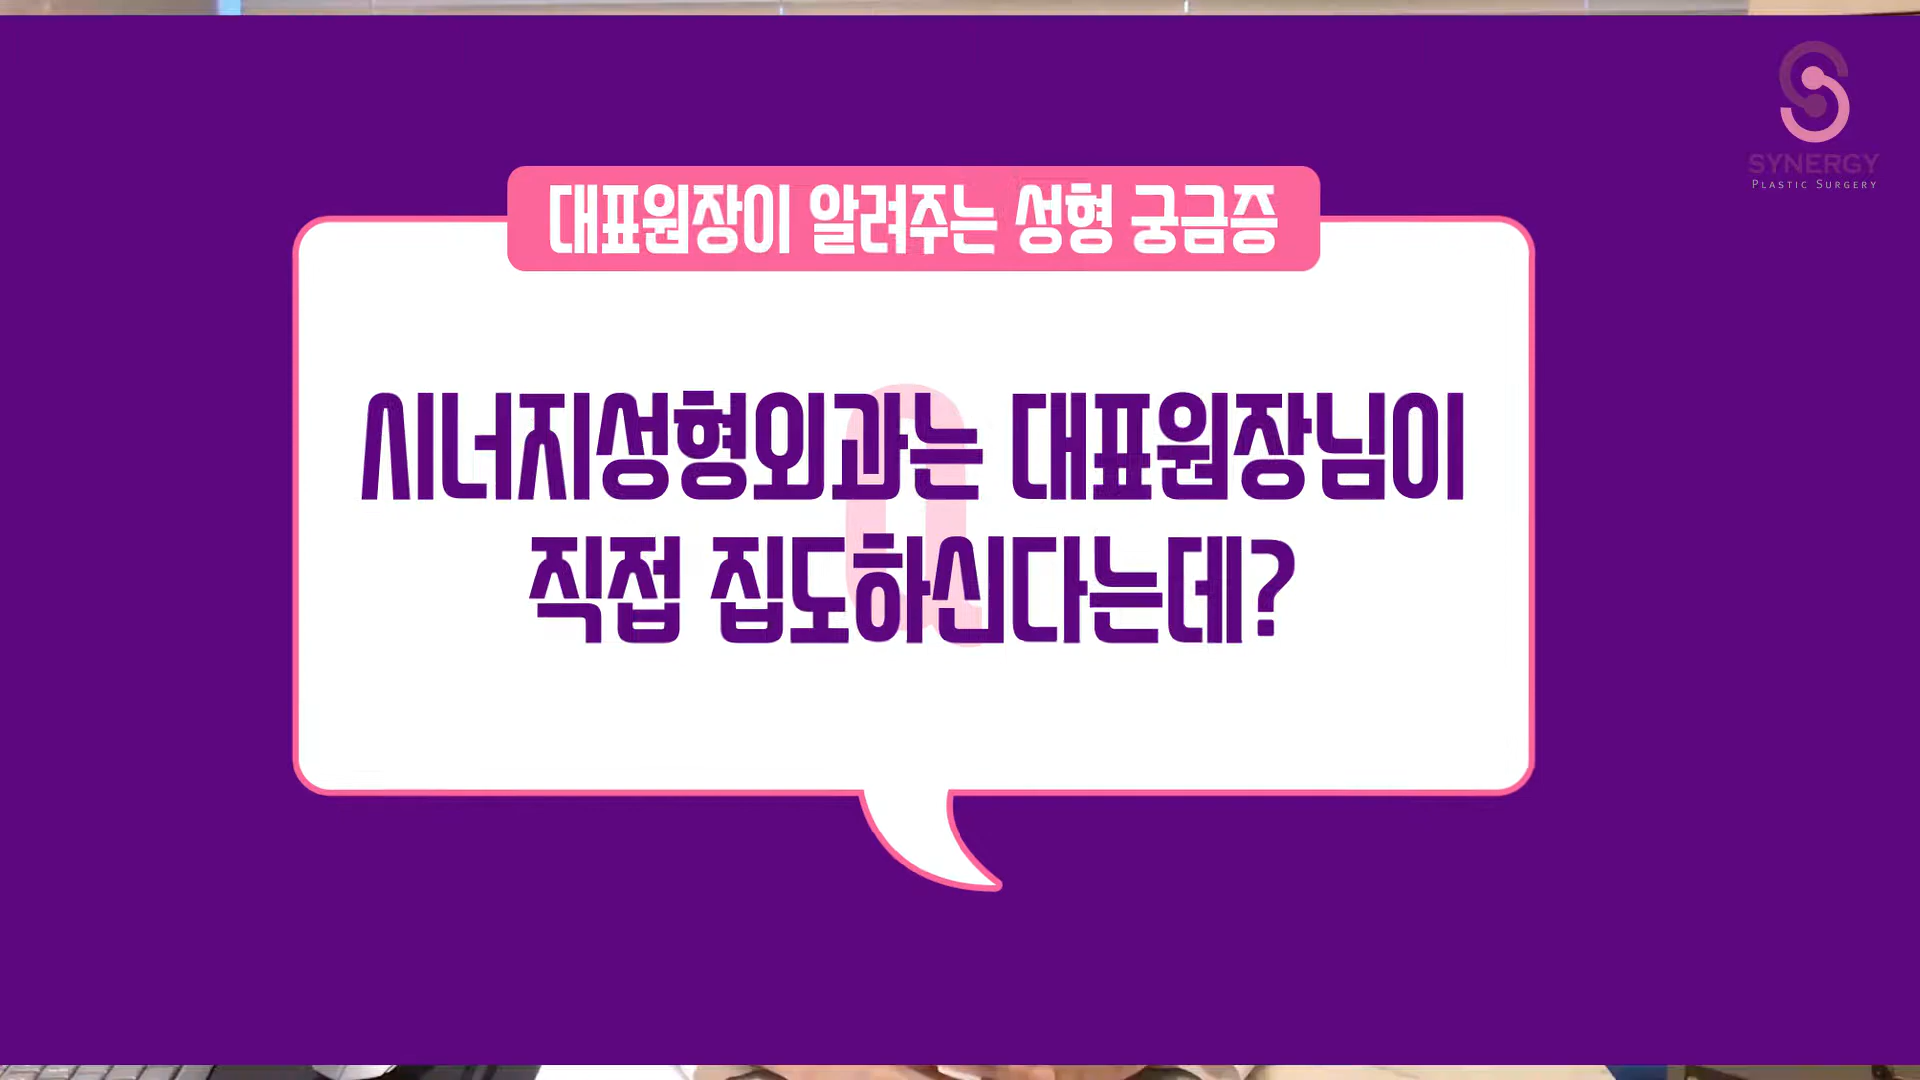 SYNERGY
PLASTIC SURGERY
대표원장이 알려주는 성형 궁금증
Q
시너지성형외과는 대표원장님이
직접 집도하신다는데?